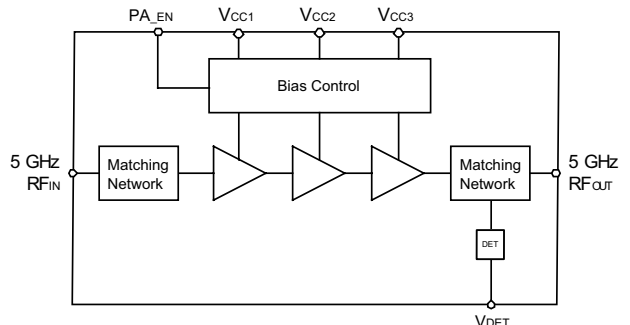 PA_EN VCC1 VCC2 VCC3
Bias Control
5 GHz
RFIN
Matching
Network
Matching
Network
5 GHz
RFOUT
DET
VDET